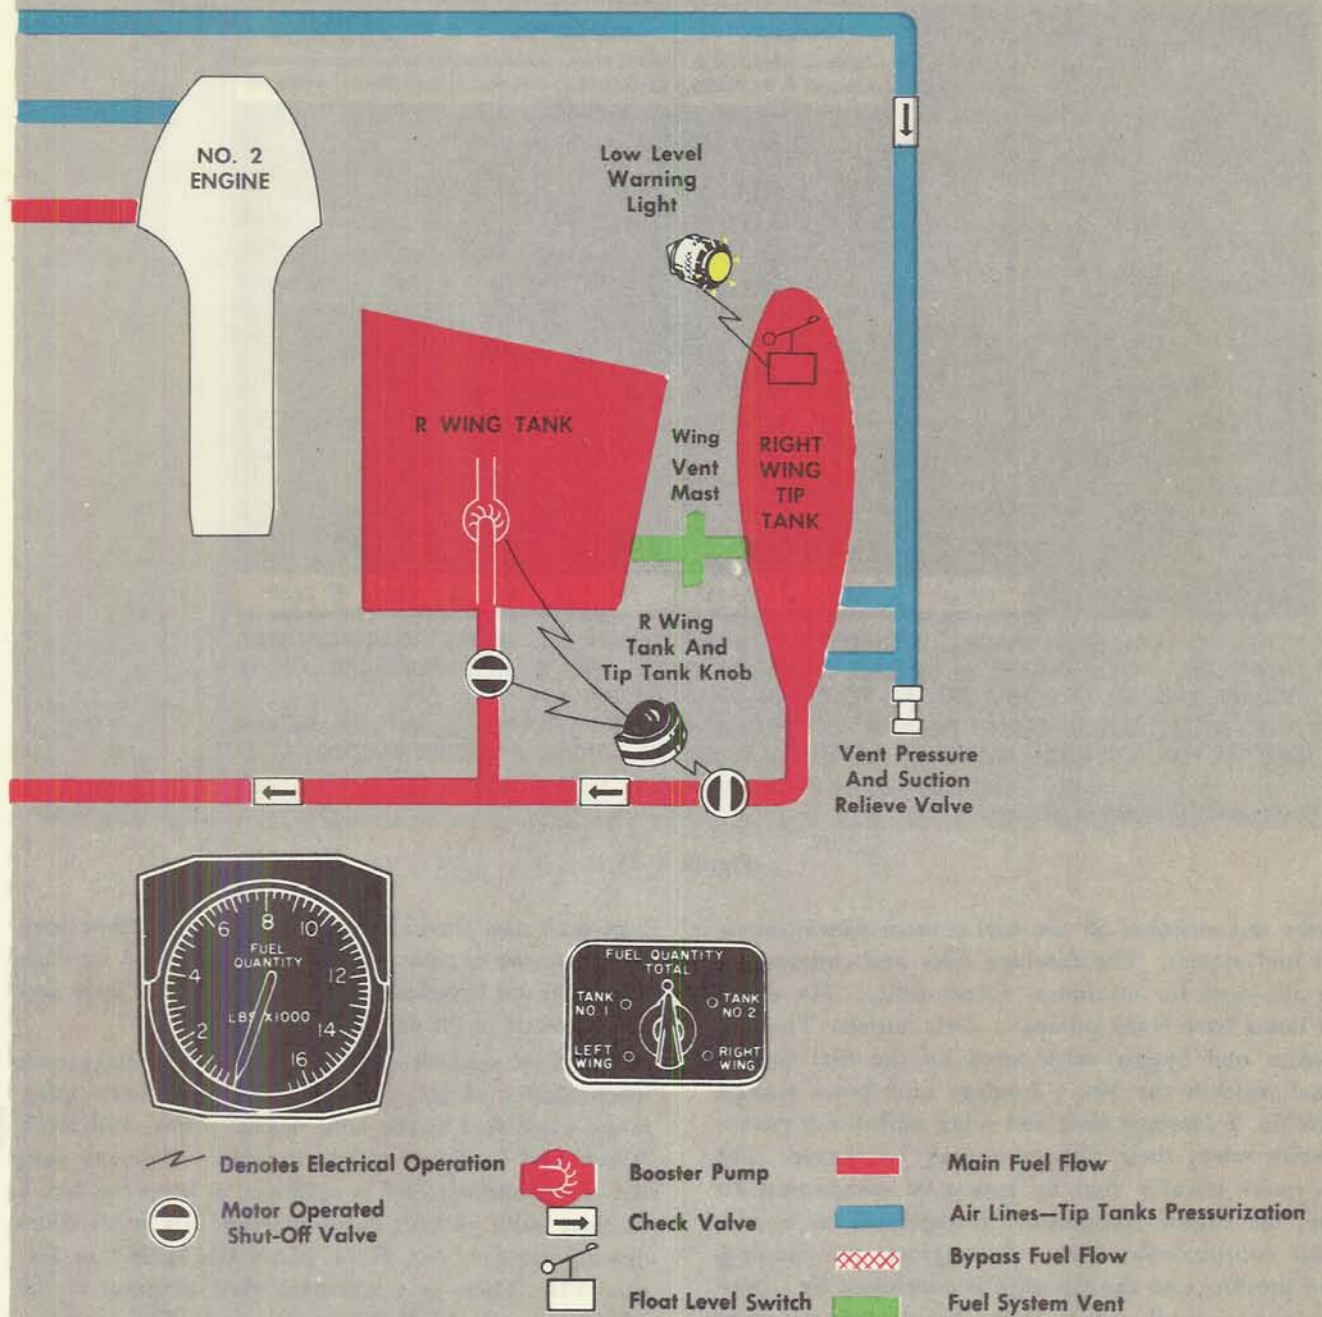 NO. 2
ENGINE
Low Level
Warning
Light
R WING TANK
Wing
Vent
Mast
RIGHT
WING
TIP
TANK
R Wing
Tank And
Tip Tank Knob
Vent Pressure
And Suction
Relieve Valve
2
4
6
8
10
12
14
16
FUEL
QUANTITY
LBS X1000
FUEL QUANTITY
TOTAL
TANK
NO. 1
TANK
NO. 2
LEFT
WING
RIGHT
WING
Denotes Electrical Operation
Motor Operated
Shut-Off Valve
Booster Pump
Check Valve
Float Level Switch
Main Fuel Flow
Air Lines—Tip Tanks Pressurization
Bypass Fuel Flow
Fuel System Vent